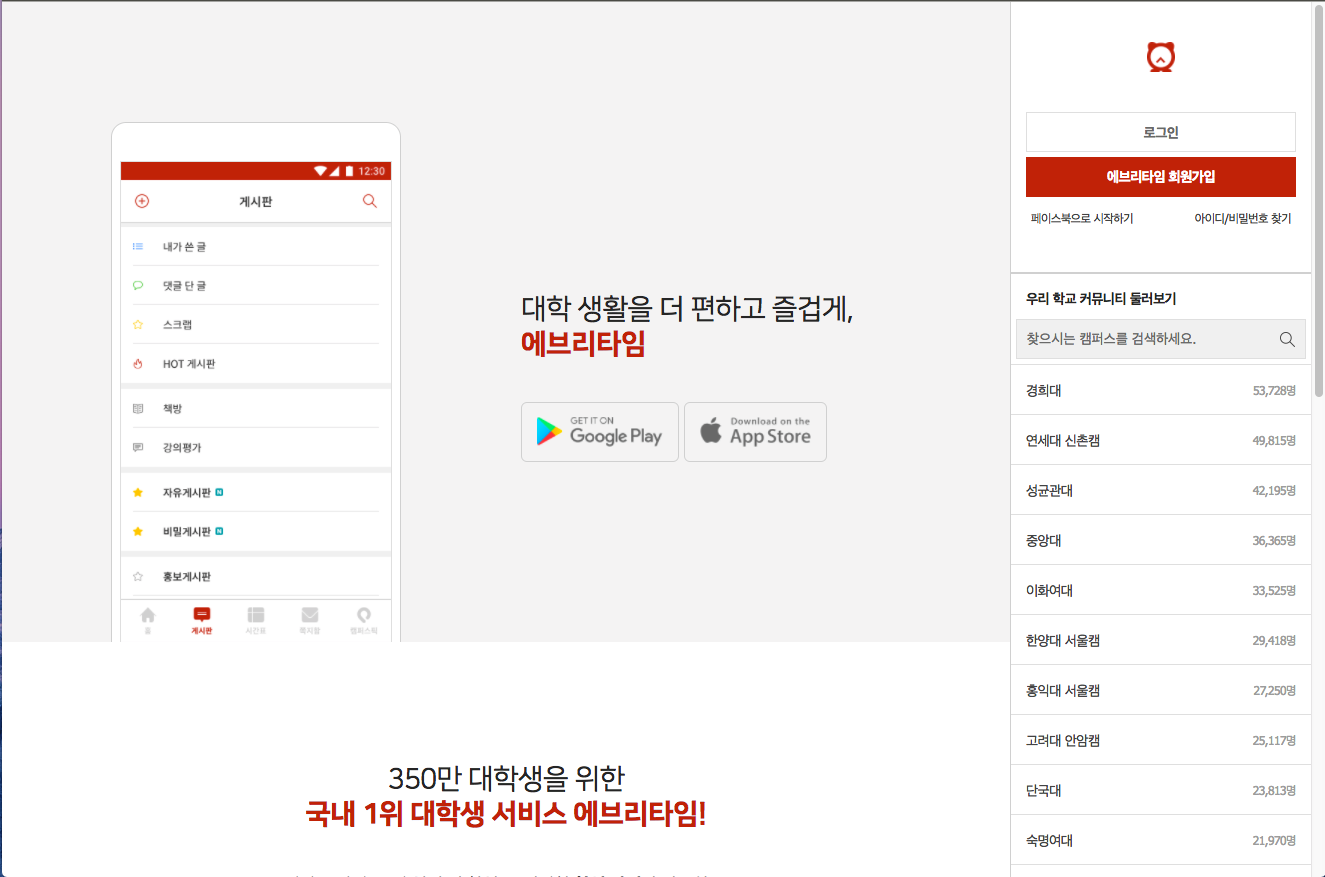 12:30
게시판
내가 쓴 글
댓글 단 글
스크랩
HOT 게시판
책방
강의평가
자유게시판 N
비밀게시판 N
홍보게시판
홈 게시판 시간표 쪽지함 캠퍼스픽
대학 생활을 더 편하고 즐겁게,
에브리타임
GET IT ON
Google Play
Download on the
App Store
350만 대학생을 위한
국내 1위 대학생 서비스 에브리타임!
로그인
에브리타임 회원가입
페이스북으로 시작하기 아이디/비밀번호 찾기
우리 학교 커뮤니티 둘러보기
찾으시는 캠퍼스를 검색하세요.
경희대 53,728명
연세대 신촌캠 49,815명
성균관대 42,195명
중앙대 36,365명
이화여대 33,525명
한양대 서울캠 29,418명
홍익대 서울캠 27,250명
고려대 안암캠 25,117명
단국대 23,813명
숙명여대 21,970명